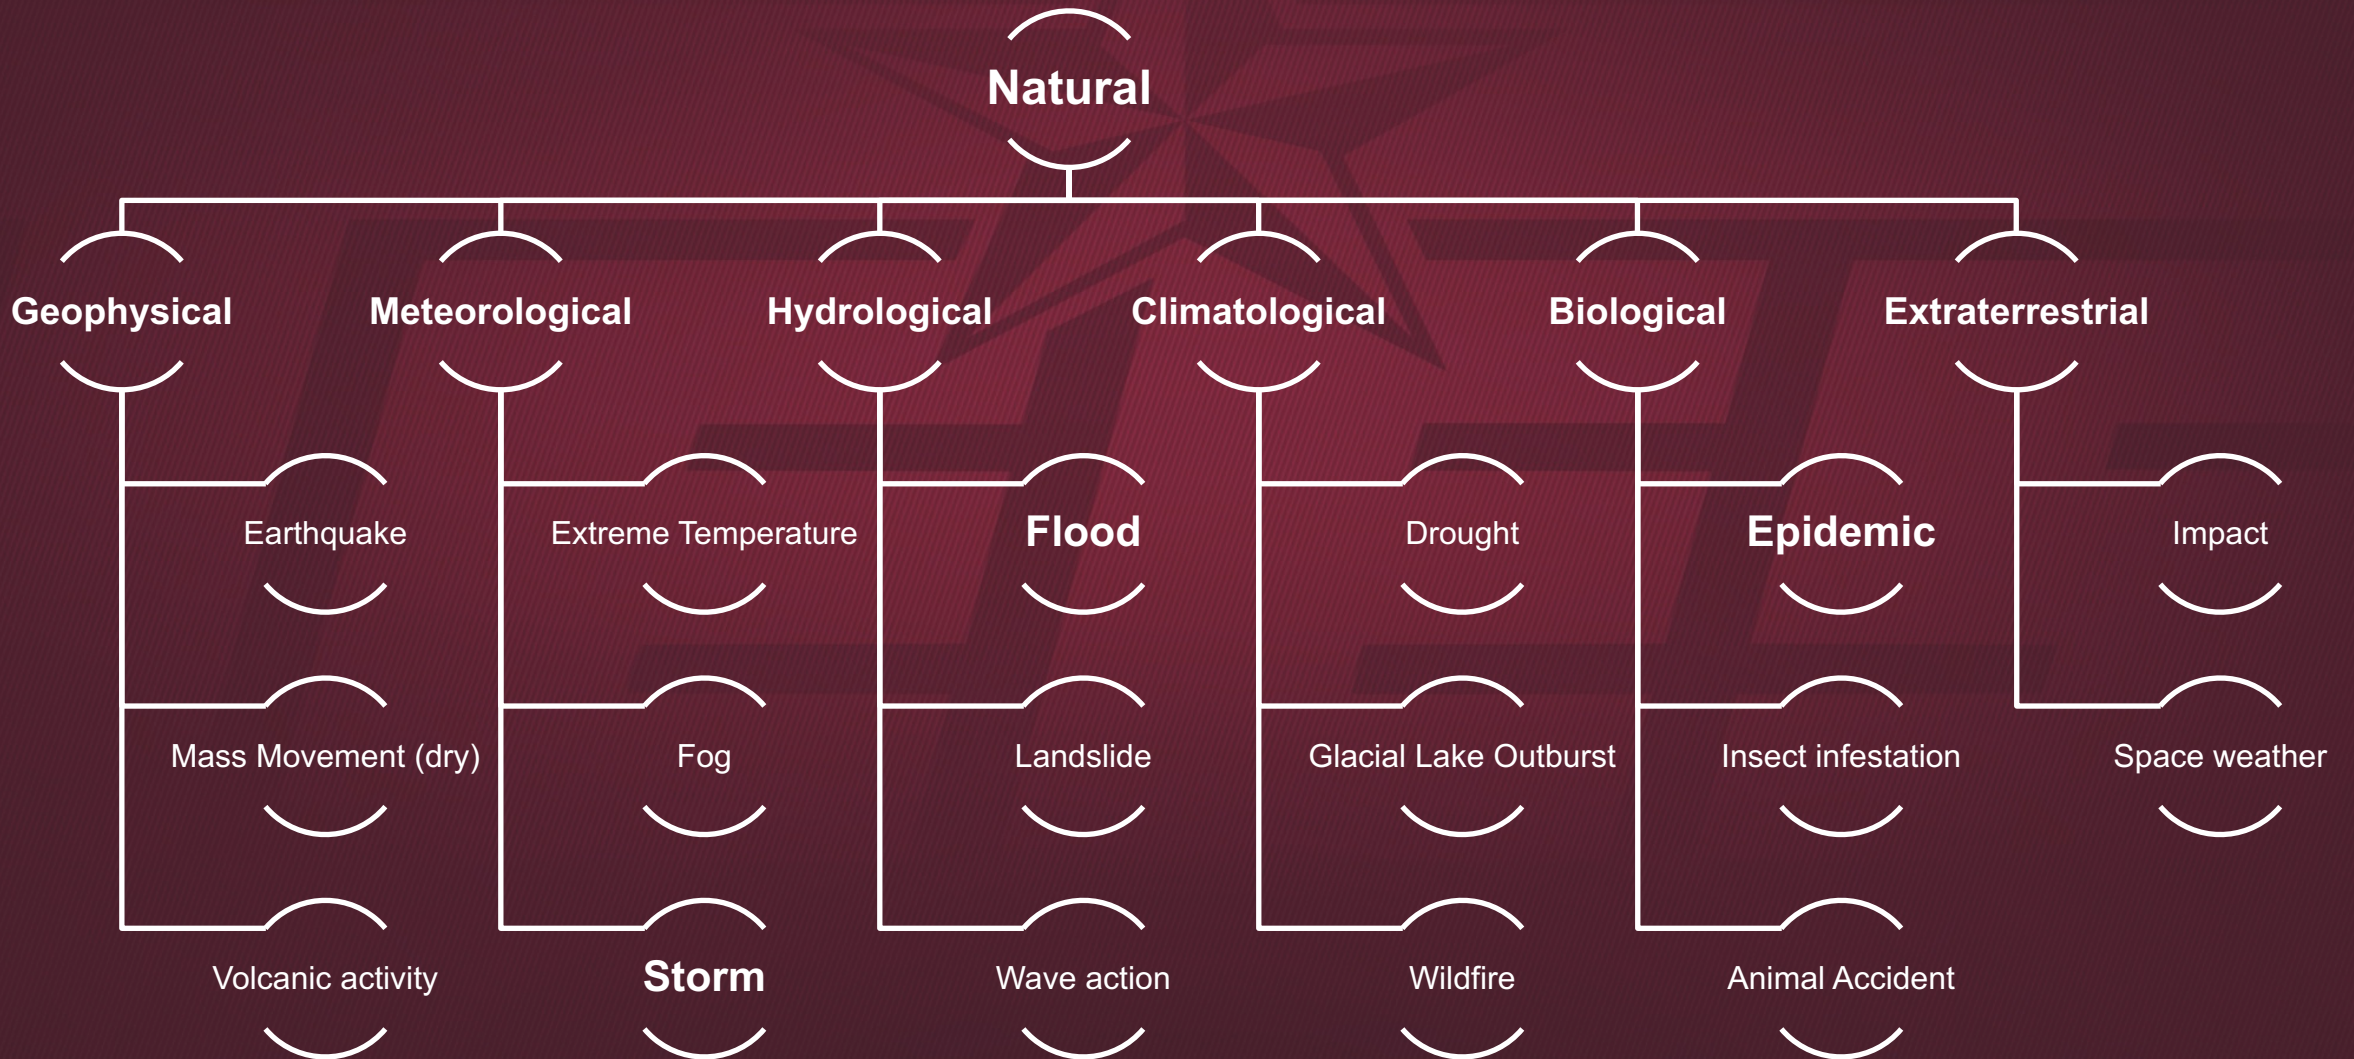 Natural
Geophysical
Meteorological
Hydrological
Climatological
Biological
Extraterrestrial
Earthquake
Extreme Temperature
Flood
Drought
Epidemic
Impact
Mass Movement (dry)
Fog
Landslide
Glacial Lake Outburst
Insect infestation
Space weather
Volcanic activity
Storm
Wave action
Wildfire
Animal Accident